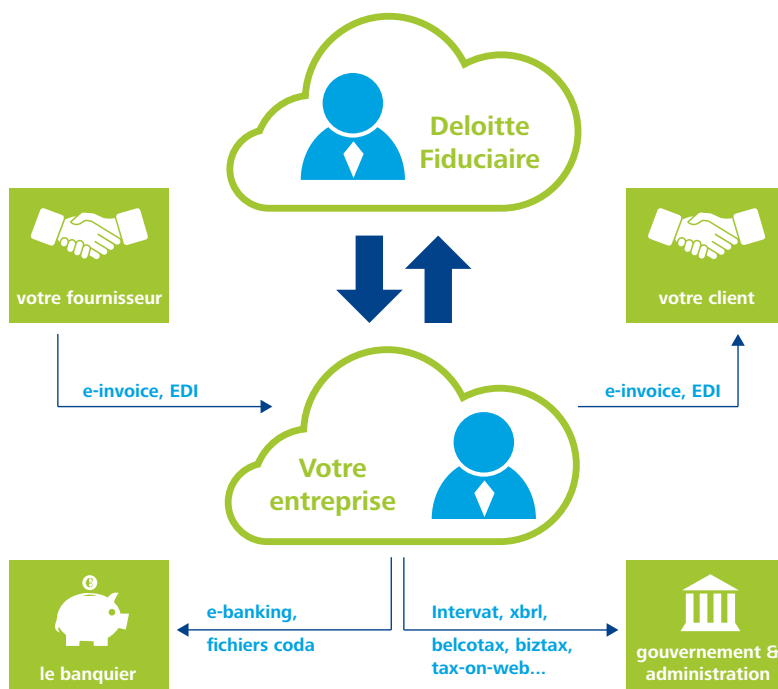 Deloitte
Fiduciaire
votre fournisseur
votre client
e-invoice, EDI
e-invoice, EDI
Votre
entreprise
e-banking,
fichiers coda
Intervat, xbrl,
belcotax, biztax,
tax-on-web...
€
le banquier
gouvernement &
administration